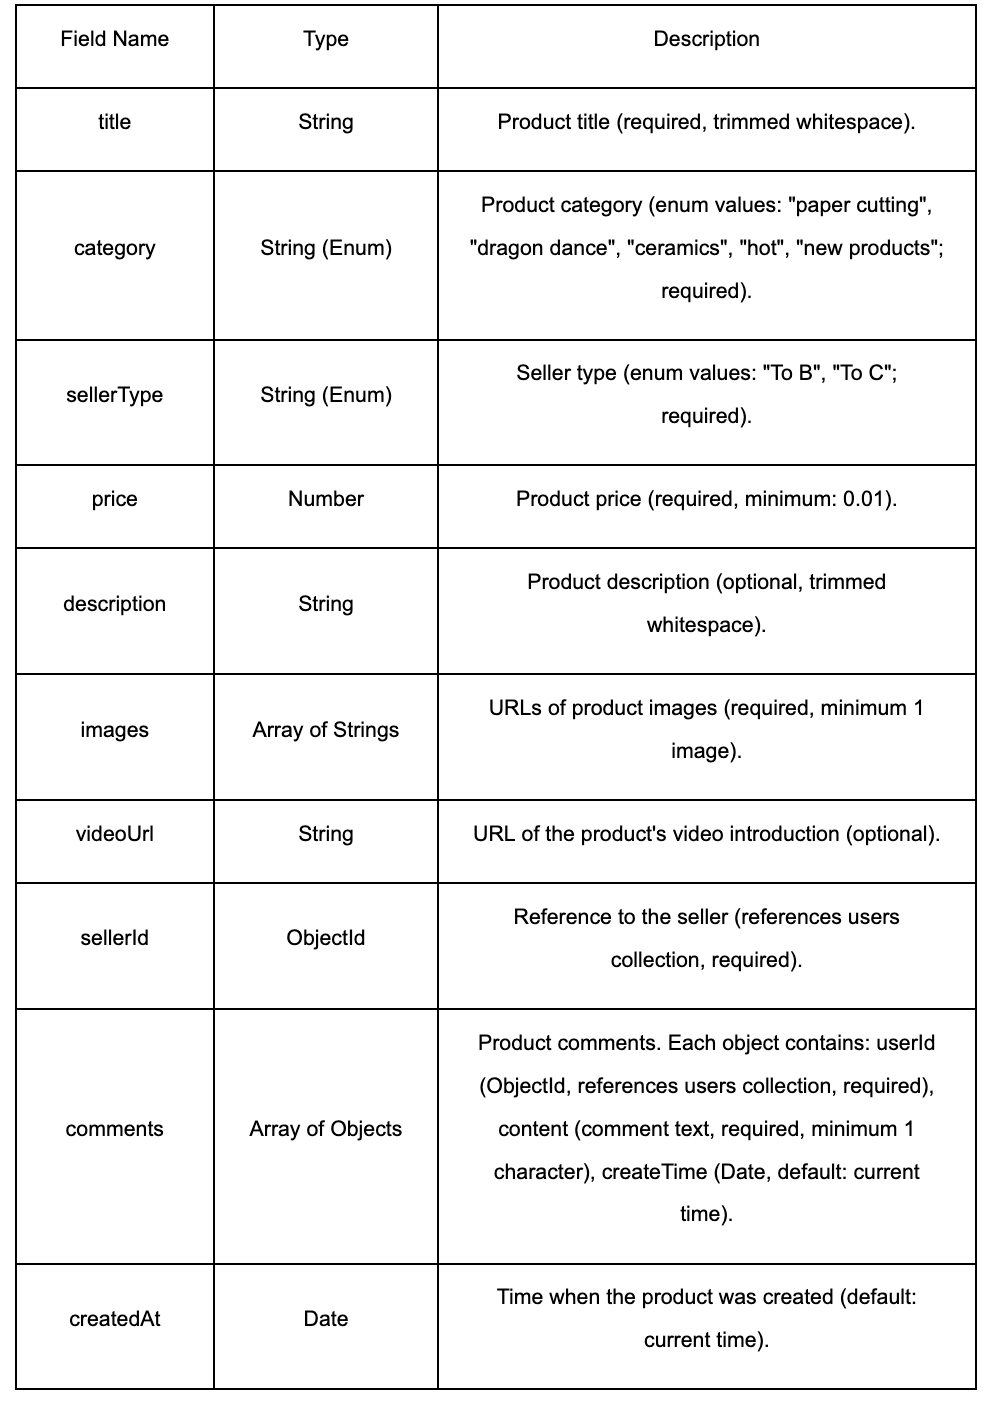 Field Name
Type
Description
title
String
Product title (required, trimmed whitespace).
category
String (Enum)
Product category (enum values: "paper cutting",
"dragon dance", "ceramics", "hot", "new products";
required).
sellerType
String (Enum)
Seller type (enum values: "To B", "To C";
required).
price
Number
Product price (required, minimum: 0.01).
description
String
Product description (optional, trimmed
whitespace).
images
Array of Strings
URLs of product images (required, minimum 1
image).
videoUrl
String
URL of the product's video introduction (optional).
sellerId
ObjectId
Reference to the seller (references users
collection, required).
comments
Array of Objects
Product comments. Each object contains: userId
(ObjectId, references users collection, required),
content (comment text, required, minimum 1
character), createTime (Date, default: current
time).
createdAt
Date
Time when the product was created (default:
current time).